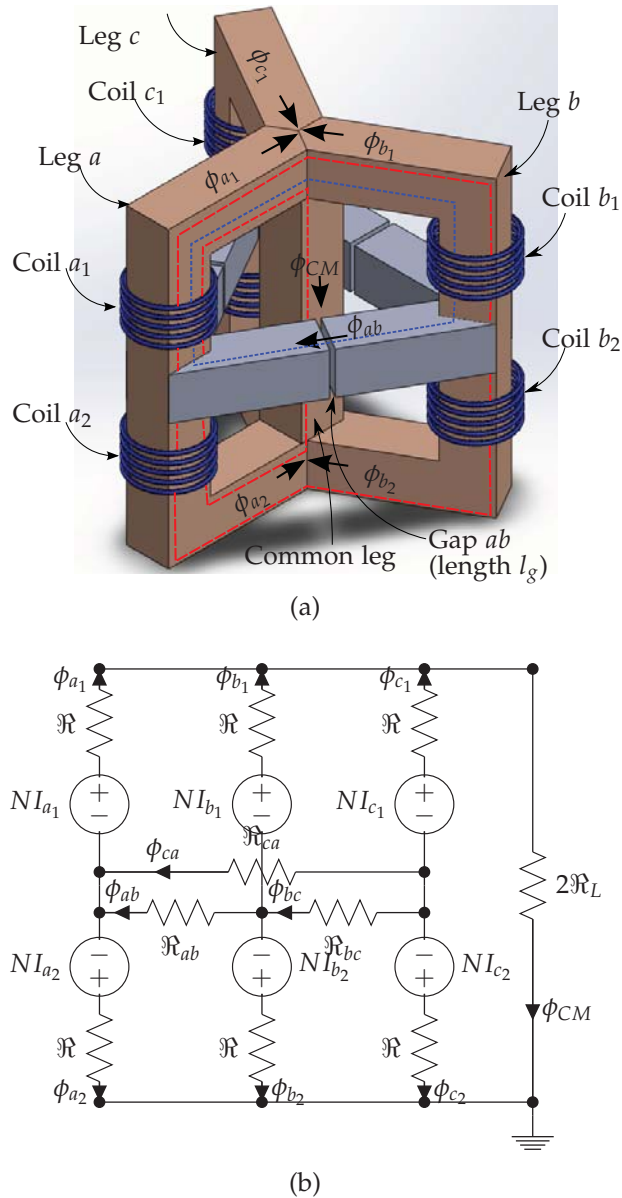 Leg c
ϕc1
Coil c1
Leg b
Leg a
ϕa1
ϕb1
Coil b1
Coil a1
ϕCM
ϕab
Coil b2
Coil a2
ϕa2
ϕb2
Common leg
Gap ab
(length lg)
(a)
ϕa1
ϕb1
ϕc1
ℜ
ℜ
ℜ
NIa1
NIb1
NIc1
ℜca
ϕca
2ℜL
ϕab
ϕbc
ℜab
ℜbc
NIa2
NIb2
NIc2
ϕCM
ℜ
ℜ
ℜ
ϕa2
ϕb2
ϕc2
(b)